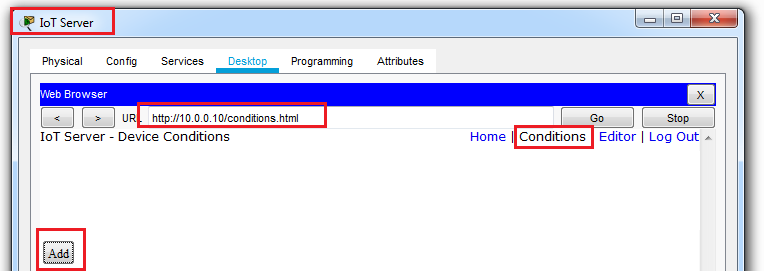 IoT Server
Physical Config Services Desktop Programming Attributes
Web Browser X
< > URL http://10.0.0.10/conditions.html Go Stop
IoT Server - Device Conditions Home | Conditions | Editor | Log Out
Add